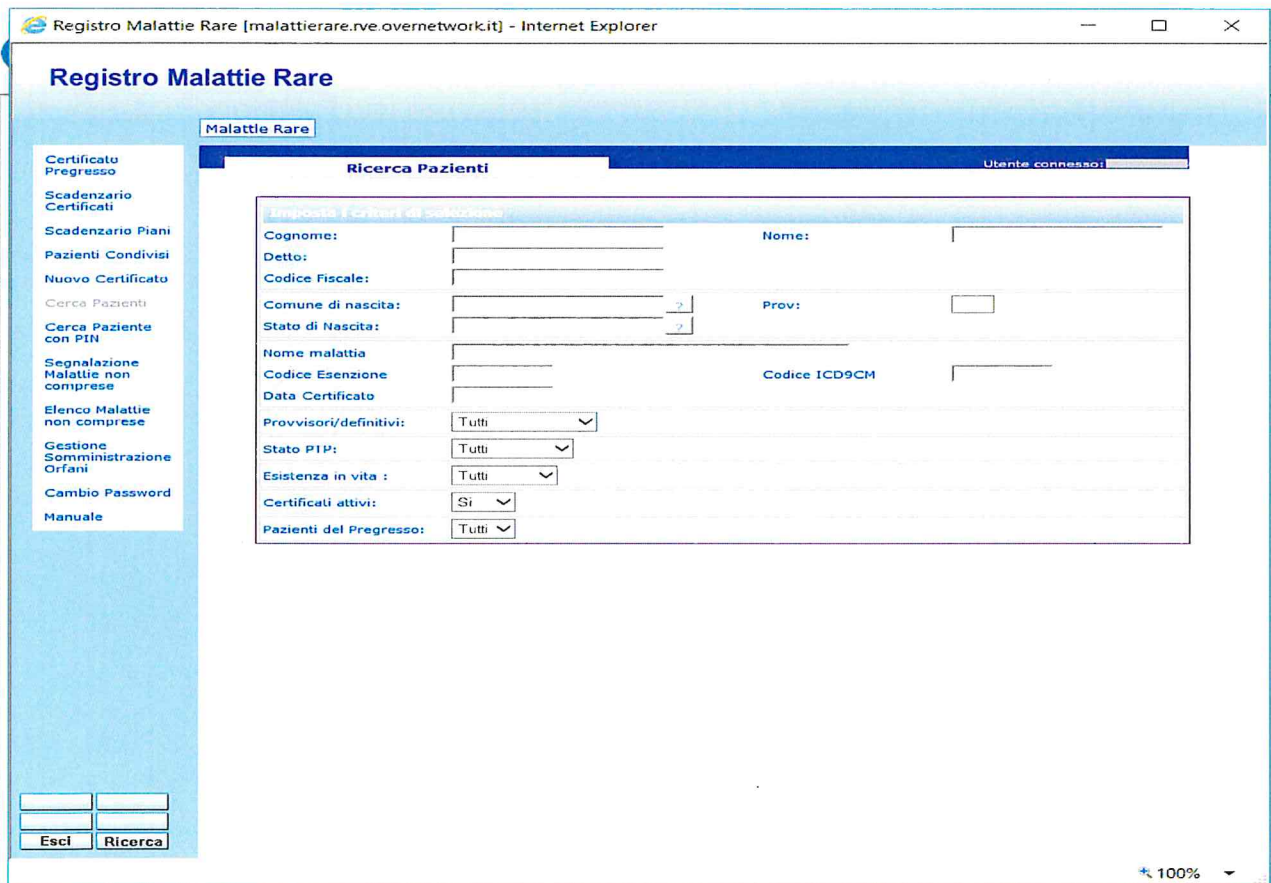 Registro Malattie Rare [malattierare.rve.overnetwork.it] - Internet Explorer
Registro Malattie Rare
Malattie Rare
Certificato
Pregresso
Scadenzario
Certificati
Scadenzario Piani
Pazienti Condivisi
Nuovo Certificato
Cerca Pazienti
Cerca Paziente
con PIN
Segnalazione
Malattie non
comprese
Elenco Malattie
non comprese
Gestione
Somministrazione
Orfani
Cambio Password
Manuale
Esci Ricerca
Ricerca Pazienti
Utente connesso:
Imposta i criteri di selezione
Cognome: Nome:
Detto:
Codice Fiscale:
Comune di nascita: ? Prov:
Stato di Nascita: ?
Nome malattia
Codice Esenzione Codice ICD9CM
Data Certificato
Provvisori/definitivi: Tutti
Stato PTP: Tutti
Esistenza in vita : Tutti
Certificati attivi: Si
Pazienti del Pregresso: Tutti
100%